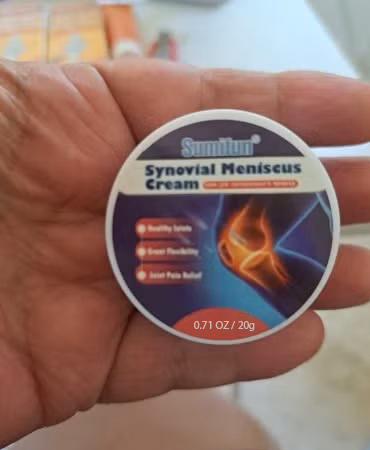 Sumifun®
Synovial Meniscus
Cream
Healthy Joints
Great Flexibility
Joint Pain Relief
0.71 OZ / 20g